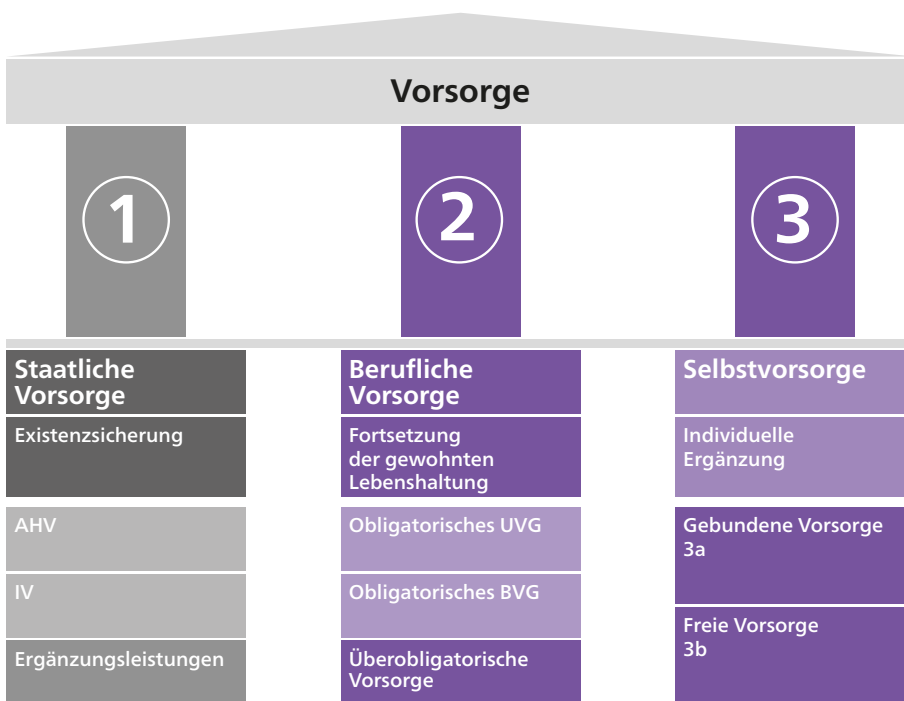 Vorsorge
1
2
3
Staatliche
Vorsorge
Existenzsicherung
AHV
IV
Ergänzungsleistungen
Berufliche
Vorsorge
Fortsetzung
der gewohnten
Lebenshaltung
Obligatorisches UVG
Obligatorisches BVG
Überobligatorische
Vorsorge
Selbstvorsorge
Individuelle
Ergänzung
Gebundene Vorsorge
3a
Freie Vorsorge
3b